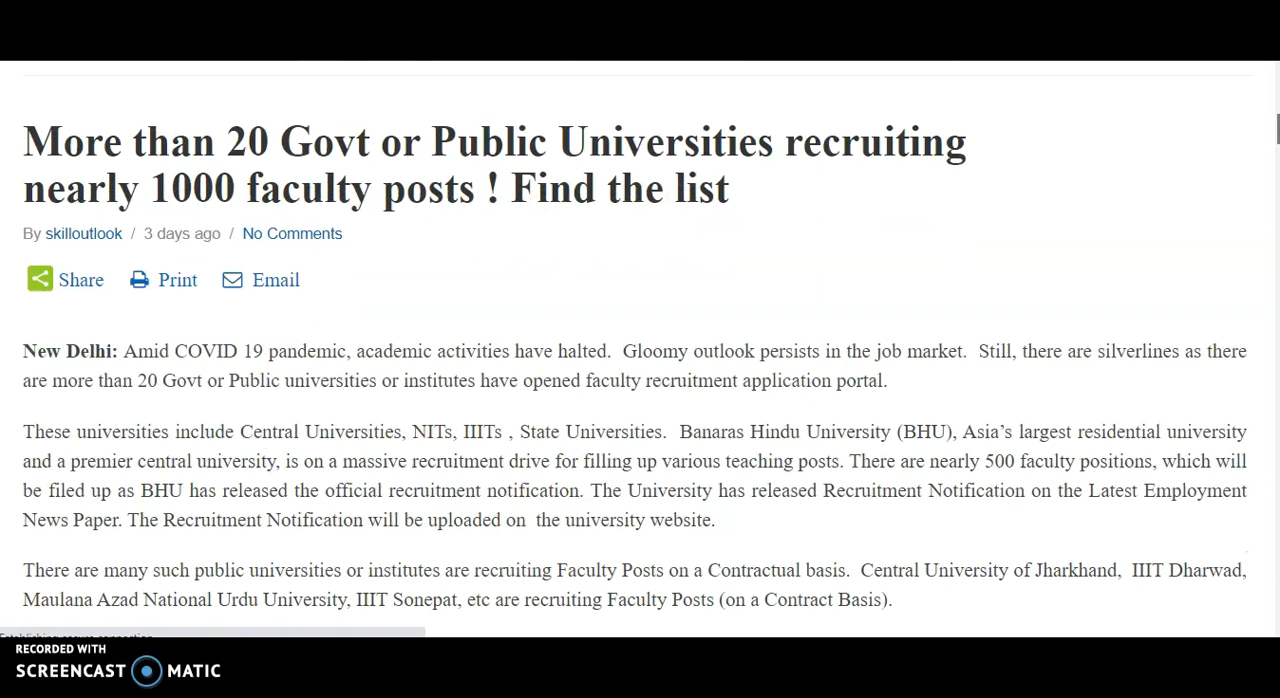 More than 20 Govt or Public Universities recruiting
nearly 1000 faculty posts ! Find the list
By skilloutlook / 3 days ago / No Comments
Share Print Email
New Delhi: Amid COVID 19 pandemic, academic activities have halted. Gloomy outlook persists in the job market. Still, there are silverlines as there
are more than 20 Govt or Public universities or institutes have opened faculty recruitment application portal.
These universities include Central Universities, NITs, IIITs , State Universities. Banaras Hindu University (BHU), Asia’s largest residential university
and a premier central university, is on a massive recruitment drive for filling up various teaching posts. There are nearly 500 faculty positions, which will
be filed up as BHU has released the official recruitment notification. The University has released Recruitment Notification on the Latest Employment
News Paper. The Recruitment Notification will be uploaded on the university website.
There are many such public universities or institutes are recruiting Faculty Posts on a Contractual basis. Central University of Jharkhand, IIIT Dharwad,
Maulana Azad National Urdu University, IIIT Sonepat, etc are recruiting Faculty Posts (on a Contract Basis).
RECORDED WITH
SCREENCAST MATIC